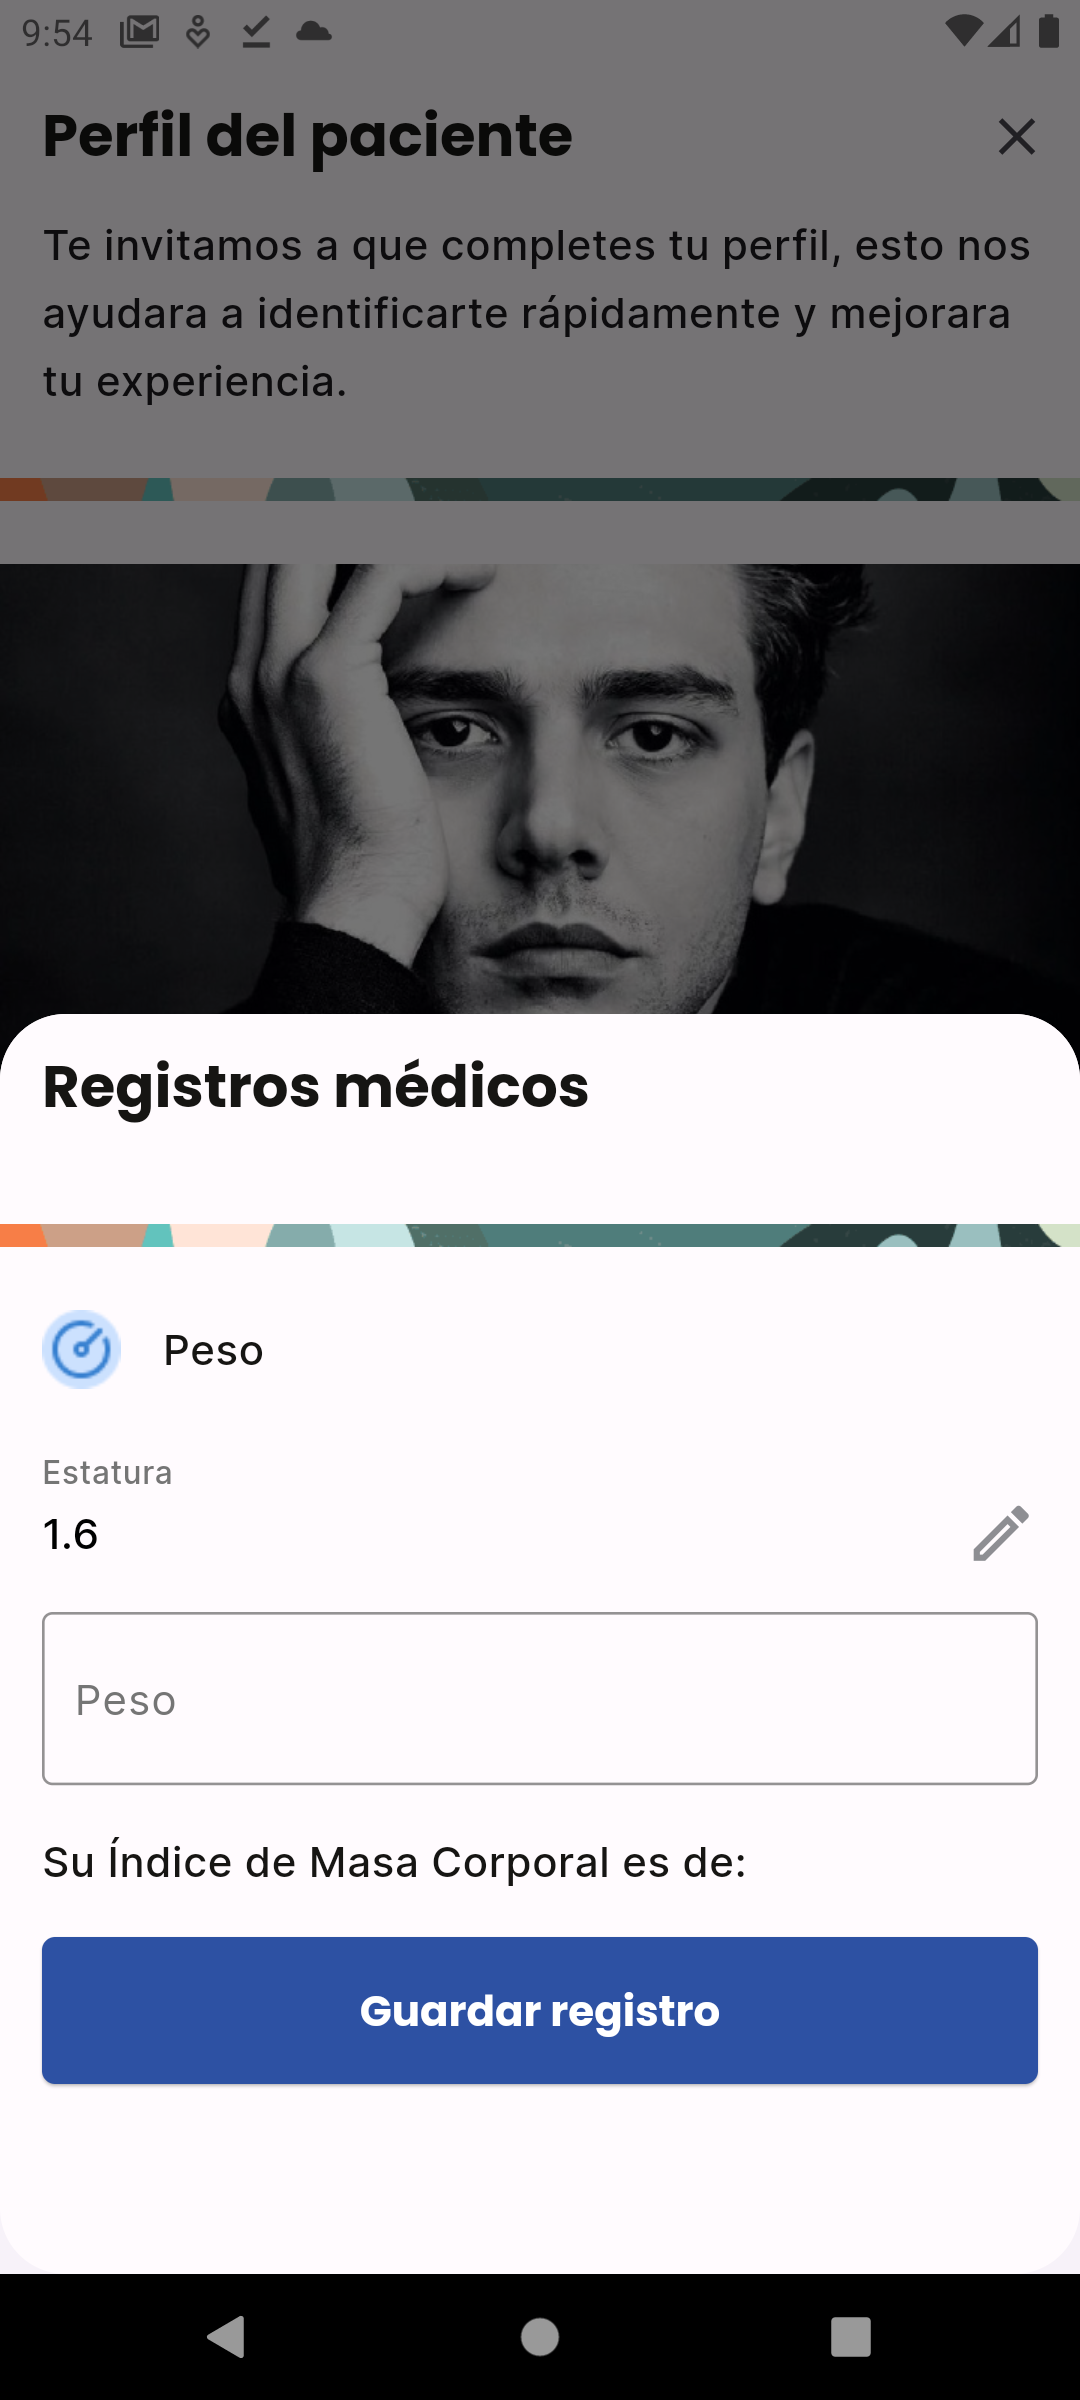 9:54
Perfil del paciente
Te invitamos a que completes tu perfil, esto nos
ayudara a identificarte rápidamente y mejorara
tu experiencia.
Registros médicos
Peso
Estatura
1.6
Peso
Su Índice de Masa Corporal es de:
Guardar registro